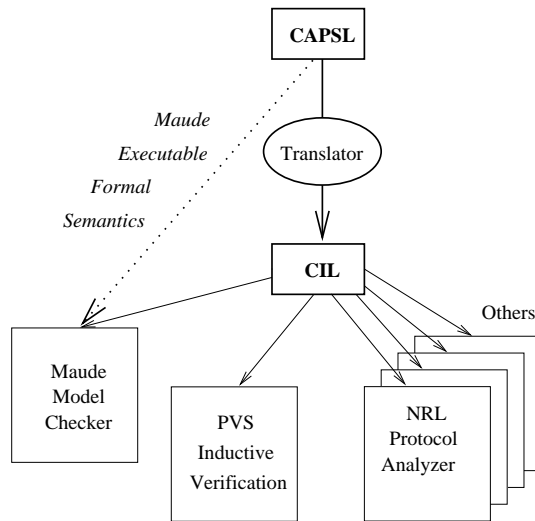 CAPSL
Maude
Executable
Formal
Semantics
Translator
CIL
Others
Maude
Model
Checker
PVS
Inductive
Verification
NRL
Protocol
Analyzer